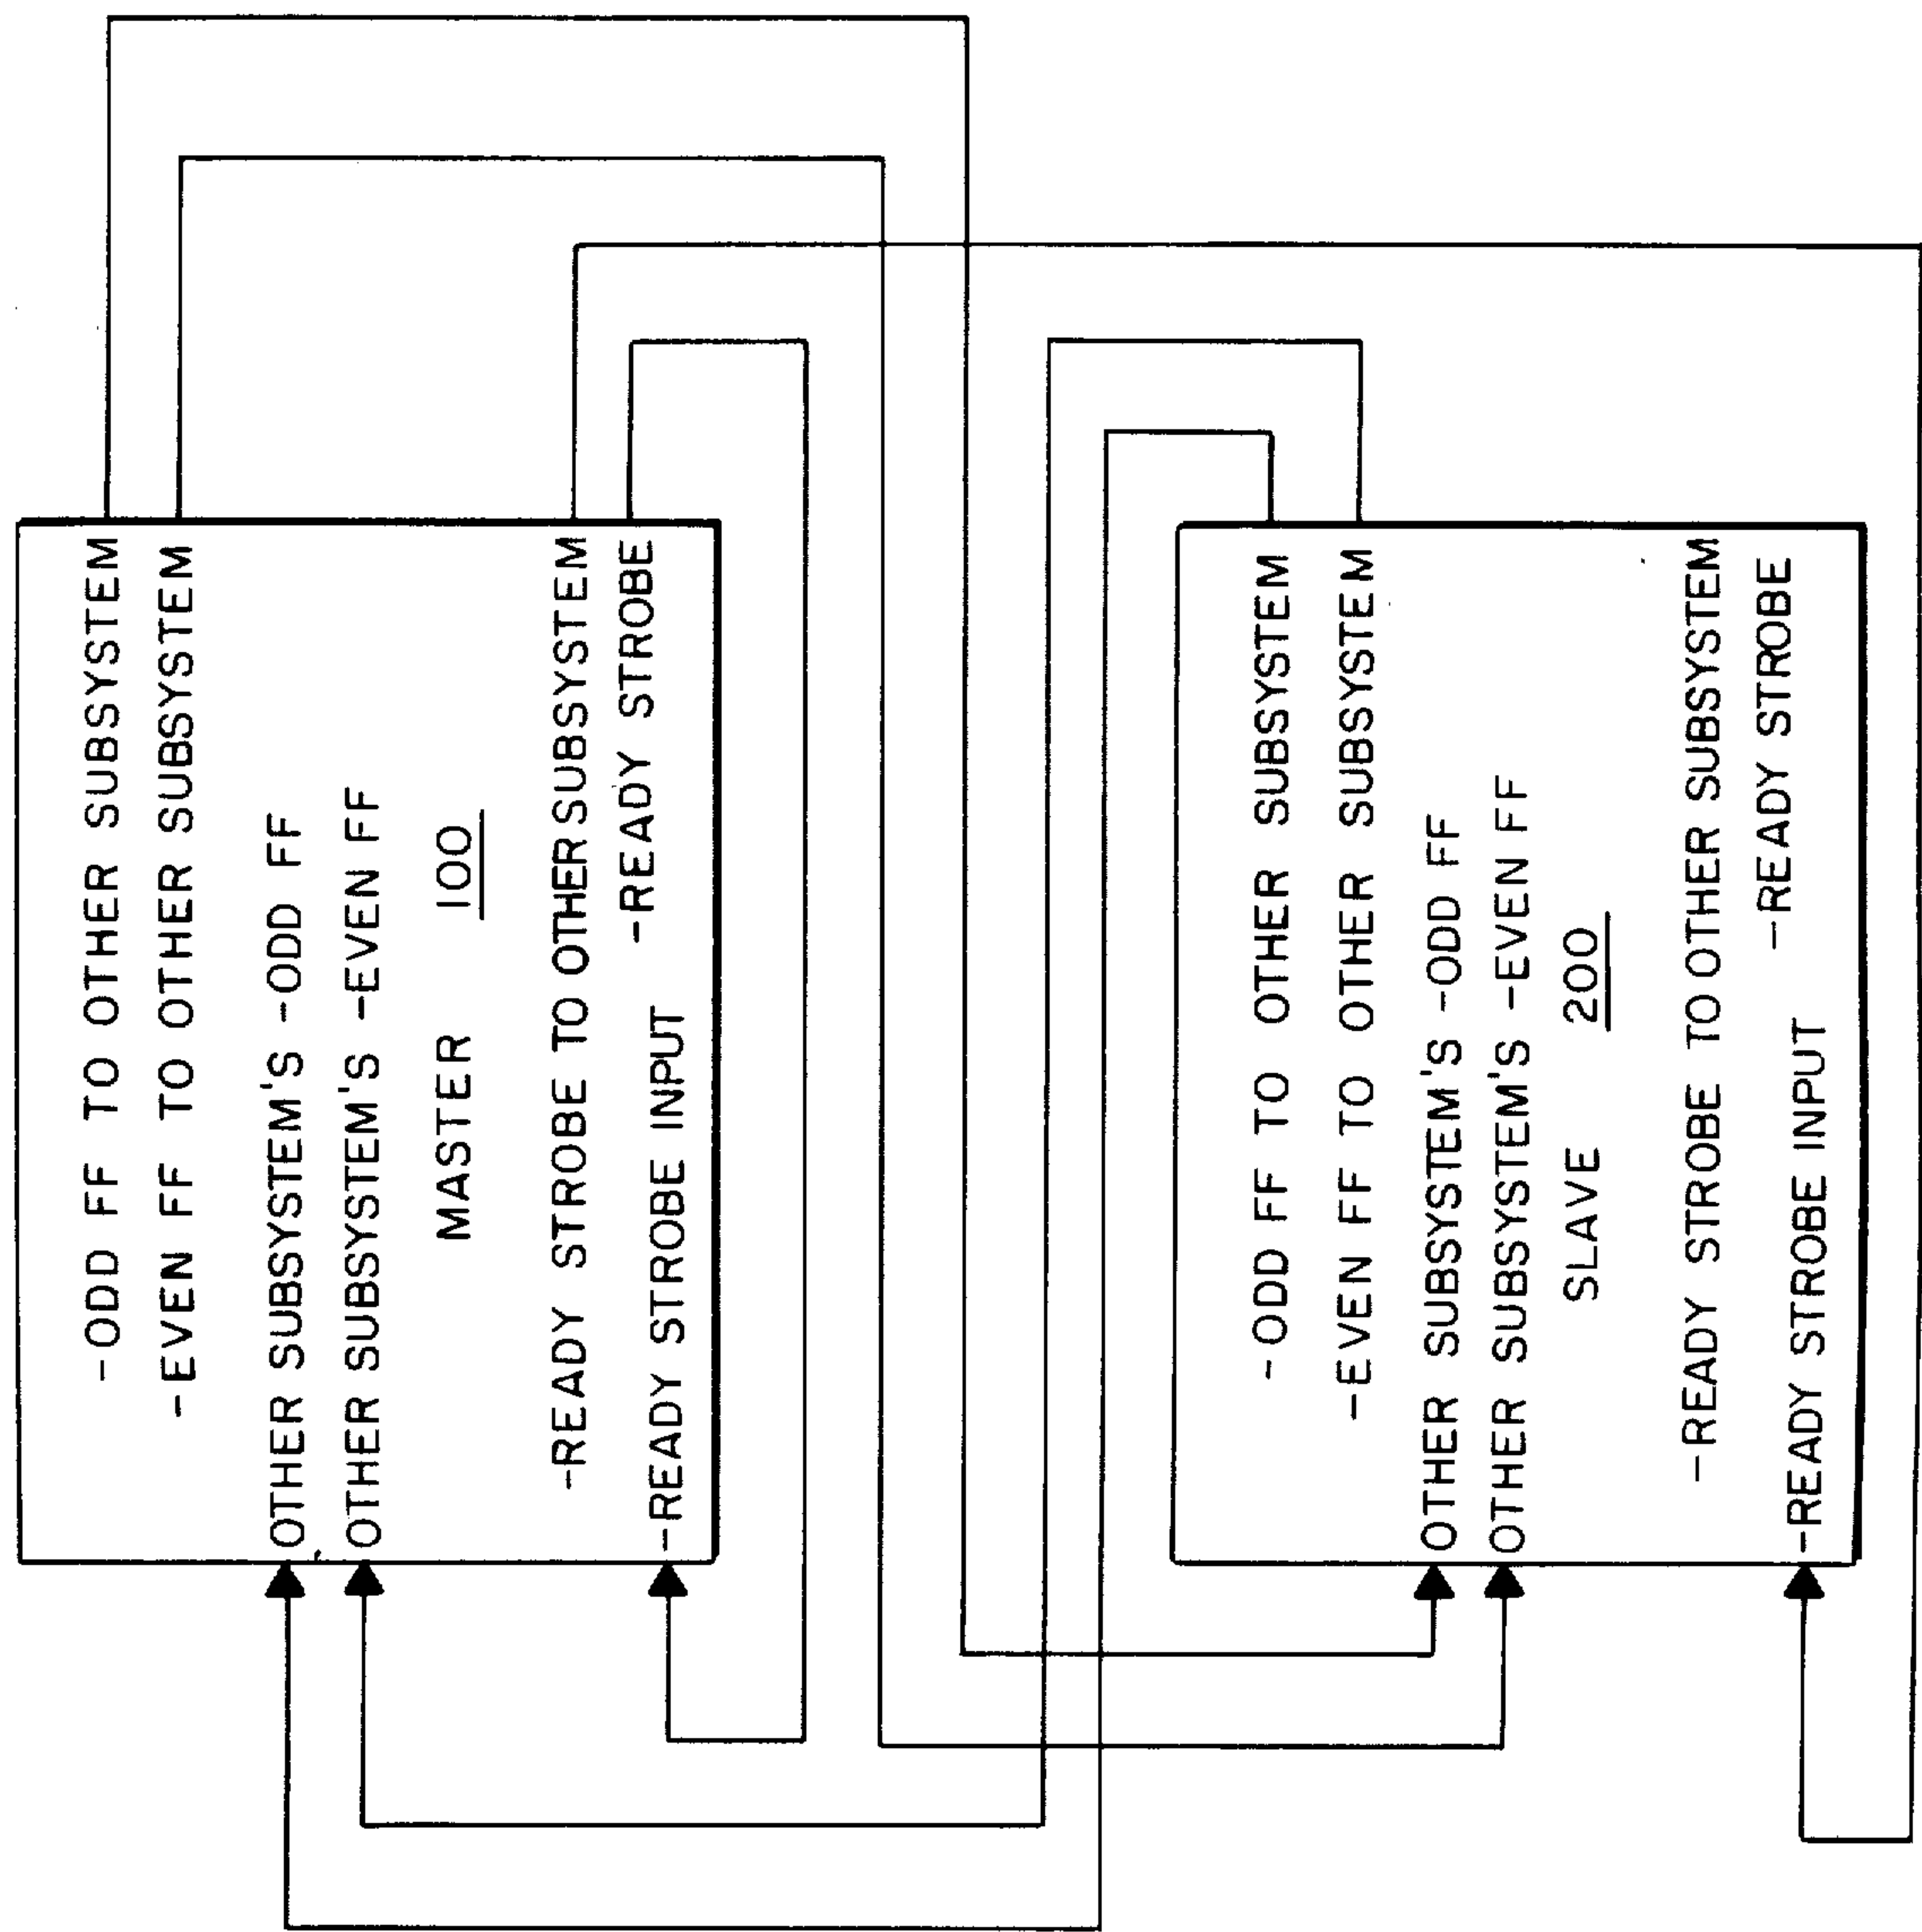 -ODD FF TO OTHER SUBSYSTEM
-EVEN FF TO OTHER SUBSYSTEM
OTHER SUBSYSTEM'S -ODD FF
OTHER SUBSYSTEM'S -EVEN FF
MASTER 100
-READY STROBE TO OTHER SUBSYSTEM
-READY STROBE
-READY STROBE INPUT
-ODD FF TO OTHER SUBSYSTEM
-EVEN FF TO OTHER SUBSYSTEM
OTHER SUBSYSTEM'S -ODD FF
OTHER SUBSYSTEM'S -EVEN FF
SLAVE 200
-READY STROBE TO OTHER SUBSYSTEM
-READY STROBE
-READY STROBE INPUT